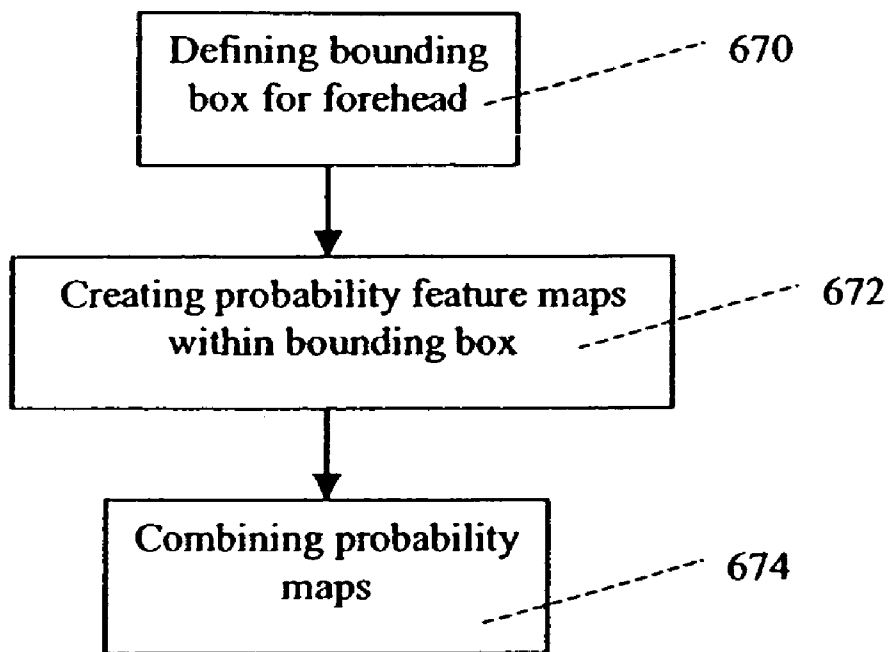 Defining bounding
box for forehead
670
Creating probability feature maps
within bounding box
672
Combining probability
maps
674